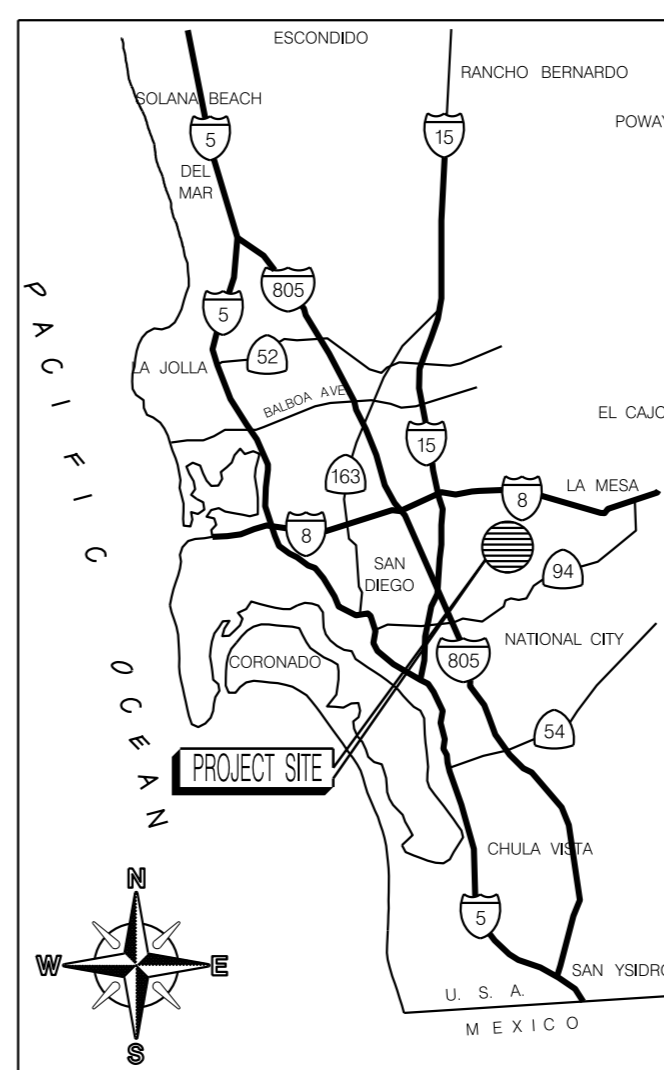 ESCONDIDO
RANCHO BERNARDO
SOLANA BEACH
POWAY
5
15
DEL
MAR
805
5
PACIFIC
52
LA JOLLA
BALBOA AVE
EL CAJO
15
163
LA MESA
8
8
SAN
DIEGO
94
NATIONAL CITY
CORONADO
805
OCEAN
54
PROJECT SITE
CHULA VISTA
N
5
W
E
SAN YSIDRO
U. S. A.
MEXICO
S